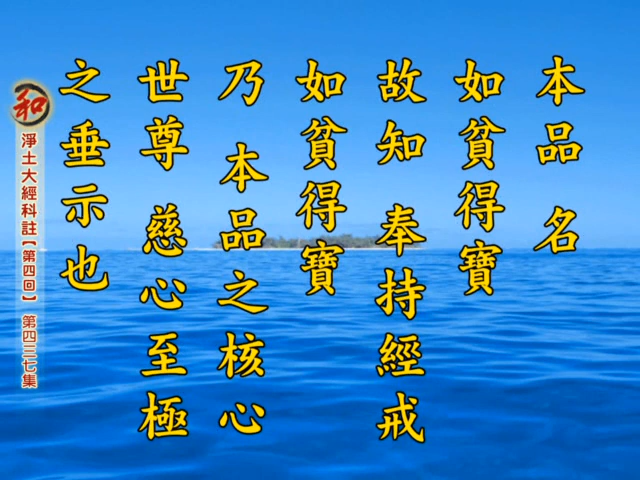 本品 名
如貧得寶
故知 奉持經戒
如貧得寶
乃 本品之核心
世尊 慈心至極
之垂示也
和
淨土大經科註【第四回】 第四三七集